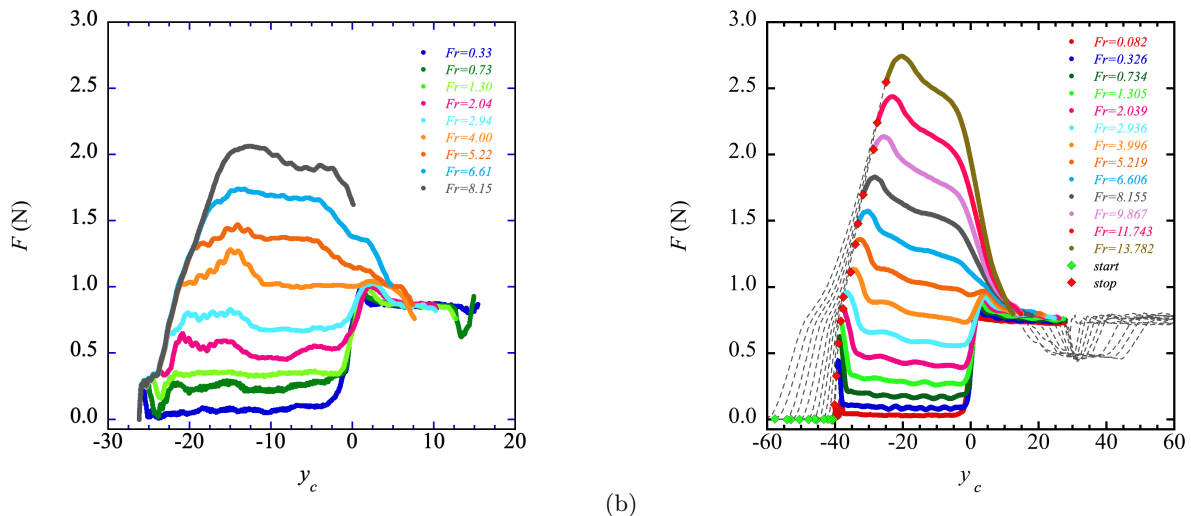 3.0
2.5
2.0
1.5
1.0
0.5
0.0
F (N)
-30
-20
-10
0
10
20
y c
Fr=0.33
Fr=0.73
Fr=1.30
Fr=2.04
Fr=2.94
Fr=4.00
Fr=5.22
Fr=6.61
Fr=8.15
(b)
3.0
2.5
2.0
1.5
1.0
0.5
0.0
F (N)
-60
-40
-20
0
20
40
60
y c
Fr=0.082
Fr=0.326
Fr=0.734
Fr=1.305
Fr=2.039
Fr=2.936
Fr=3.996
Fr=5.219
Fr=6.606
Fr=8.155
Fr=9.867
Fr=11.743
Fr=13.782
start
stop